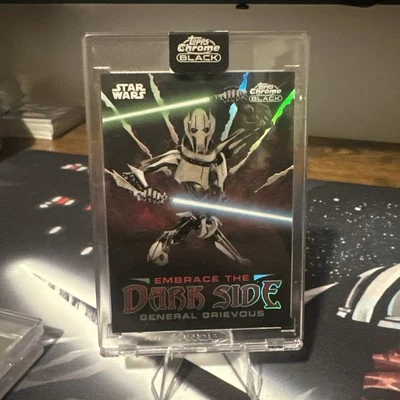 Topps
Chrome
BLACK
STAR
WARS
Topps
Chrome
BLACK
EMBRACE THE
DARK SIDE
GENERAL GRIEVOUS